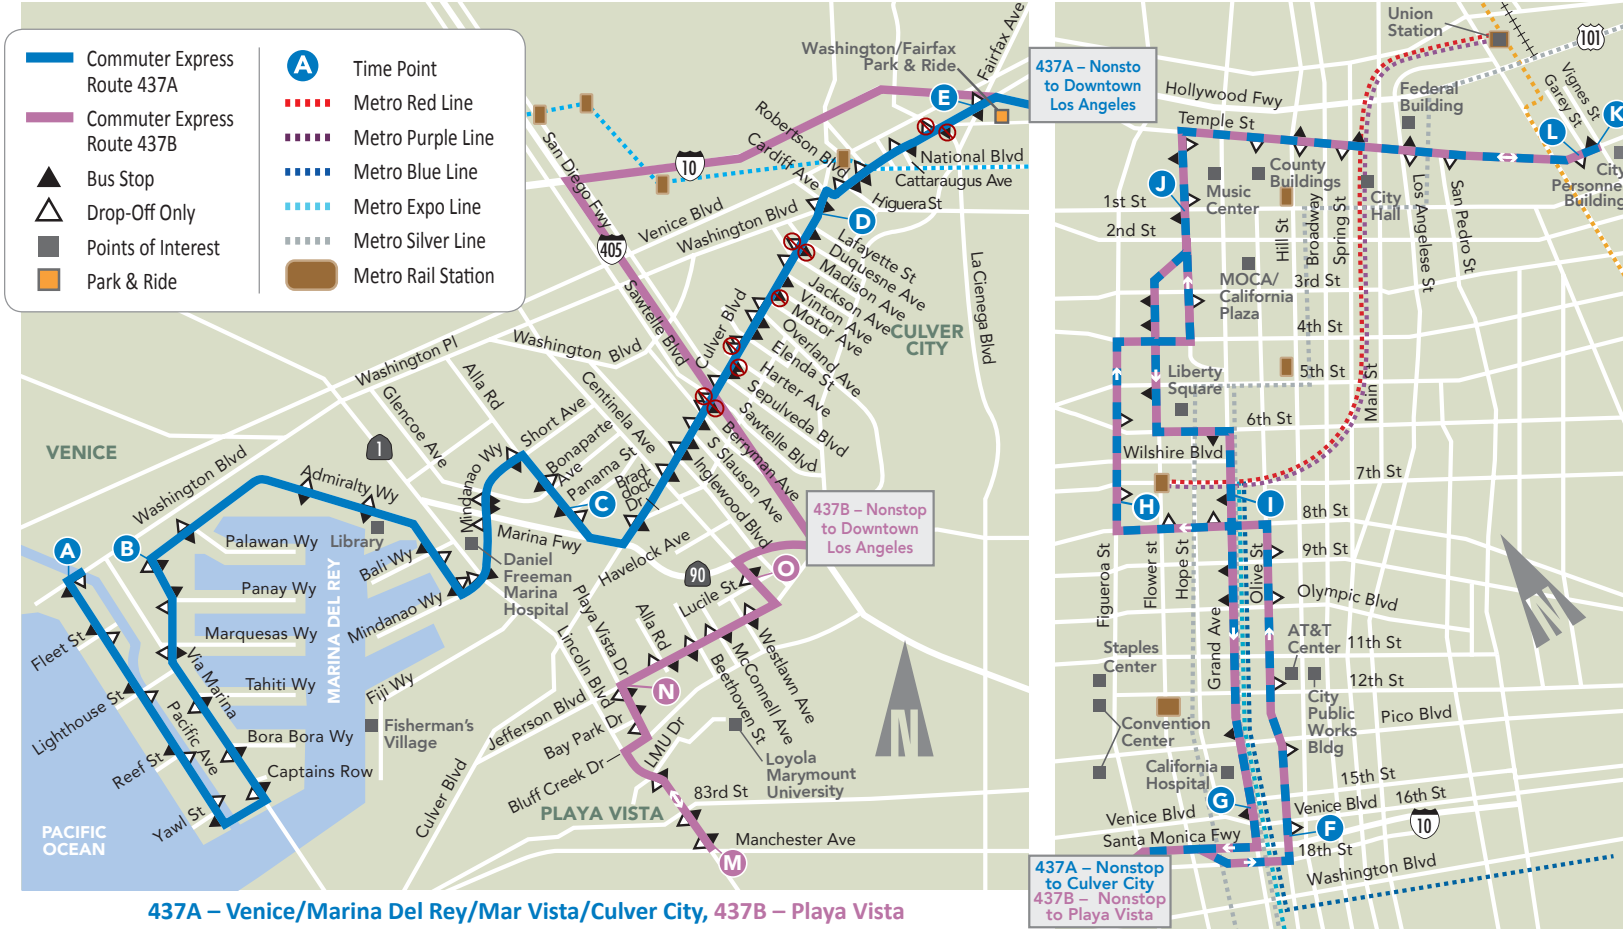 Commuter Express
Route 437A
Commuter Express
Route 437B
Bus Stop
Drop-Off Only
Points of Interest
Park & Ride
A
Time Point
Metro Red Line
Metro Purple Line
Metro Blue Line
Metro Expo Line
Metro Silver Line
Metro Rail Station
Washington/Fairfax
Park & Ride
Fairfax Ave
437A – Nonsto
to Downtown
Los Angeles
E
Robertson Blvd
Cardiff Ave
National Blvd
Cattaraugus Ave
Higuera St
10
San Diego Fwy
405
Venice Blvd
Washington Blvd
D
Lafayette St
Duquesne Ave
Madison Ave
Jackson Ave
Vinton Ave
Motor Ave
Overland Ave
Elenda St
Harter Ave
Sepulveda Blvd
Sawtelle Blvd
Berryman Ave
S Slauson Ave
Inglewood Blvd
La Cienega Blvd
CULVER
CITY
Sawtelle Blvd
Culver Blvd
Washington Pl
Washington Blvd
Alla Rd
Glencoe Ave
Centinela Ave
Short Ave
Bonaparte
Ave
Panama St
Brad-
dock
Dr
C
1
VENICE
Washington Blvd
Admiralty Wy
Mindanao Wy
Marina Fwy
Havelock Ave
A
B
Palawan Wy
Library
Bali Wy
Panay Wy
Marquesas Wy
Mindanao Wy
Daniel
Freeman
Marina
Hospital
MARINA DEL REY
Fleet St
Via Marina
Tahiti Wy
Fiji Wy
Lighthouse St
Pacific Ave
Fisherman's
Village
Bora Bora Wy
Reef St
Captains Row
Yawl St
PACIFIC
OCEAN
Culver Blvd
Jefferson Blvd
Bay Park Dr
Bluff Creek Dr
Lincoln Blvd
Playa Vista Dr
Alla Rd
Lucile St
90
O
437B – Nonstop
to Downtown
Los Angeles
N
Westlawn Ave
McConnell Ave
Beethoven St
LMU Dr
Loyola
Marymount
University
83rd St
PLAYA VISTA
Manchester Ave
M
N
437A – Venice/Marina Del Rey/Mar Vista/Culver City, 437B – Playa Vista
Union
Station
101
Hollywood Fwy
Temple St
Federal
Building
Vignes St
Garey St
K
L
City
Personne
Building
J
Music
Center
County
Buildings
City
Hall
1st St
2nd St
Hill St
Broadway
Spring St
Los Angelese St
San Pedro St
MOCA/
California
Plaza
3rd St
4th St
Liberty
Square
5th St
Main St
6th St
Wilshire Blvd
7th St
H
I
8th St
9th St
Figueroa St
Flower st
Hope St
Grand Ave
Olive St
Olympic Blvd
N
11th St
AT&T
Center
Staples
Center
12th St
City
Public
Works
Bldg
Pico Blvd
Convention
Center
California
Hospital
15th St
G
Venice Blvd
Venice Blvd
16th St
Santa Monica Fwy
F
10
18th St
Washington Blvd
437A – Nonstop
to Culver City
437B – Nonstop
to Playa Vista